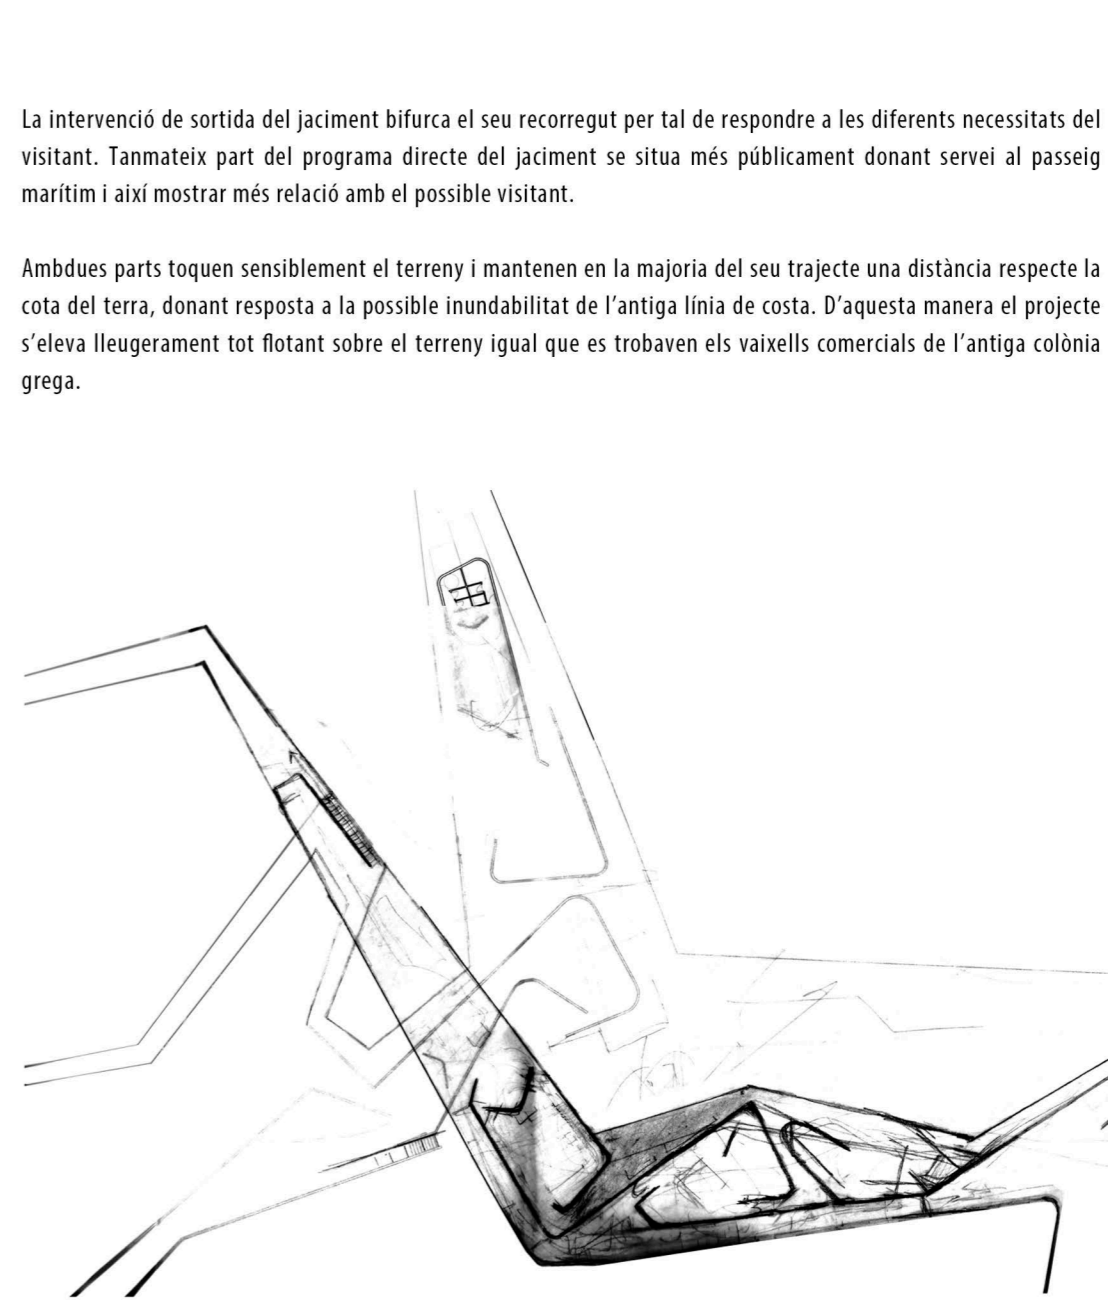 La intervenció de sortida del jaciment bifurca el seu recorregut per tal de respondre a les diferents necessitats del
visitant. Tanmateix part del programa directe del jaciment se situa més públicament donant servei al passeig
marítim i així mostrar més relació amb el possible visitant.
Ambdues parts toquen sensiblement el terreny i mantenen en la majoria del seu trajecte una distància respecte la
cota del terra, donant resposta a la possible inundabilitat de l’antiga línia de costa. D’aquesta manera el projecte
s’eleva lleugerament tot flotant sobre el terreny igual que es trobaven els vaixells comercials de l’antiga colònia
grega.